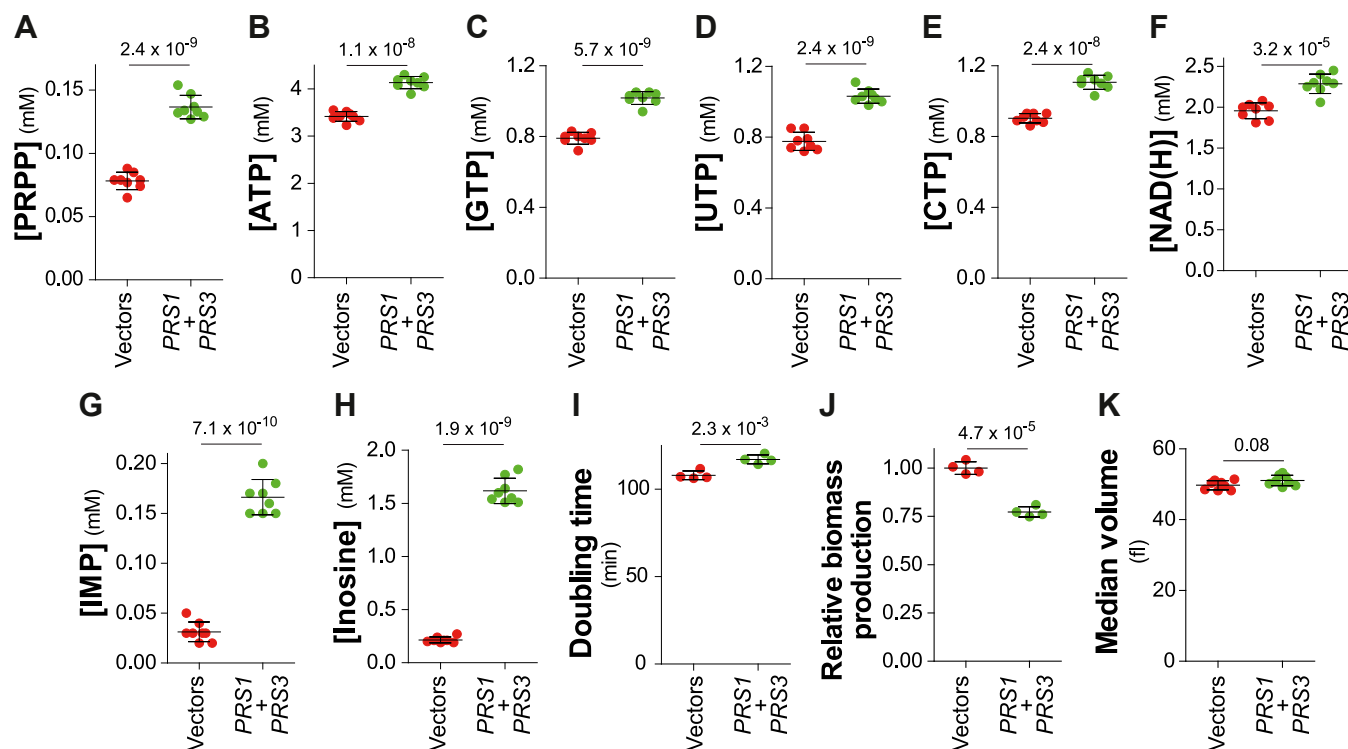 A
2.4 x 10-9
[PRPP] (mM)
0.15
0.10
0.05
0.00
Vectors
PRS1
+
PRS3
B
1.1 x 10-8
[ATP] (mM)
4
3
2
1
0
Vectors
PRS1
+
PRS3
C
5.7 x 10-9
[GTP] (mM)
1.2
0.8
0.4
0.0
Vectors
PRS1
+
PRS3
D
2.4 x 10-9
[UTP] (mM)
1.2
0.8
0.4
0.0
Vectors
PRS1
+
PRS3
E
2.4 x 10-8
[CTP] (mM)
1.2
0.8
0.4
0.0
Vectors
PRS1
+
PRS3
F
3.2 x 10-5
[NAD(H)] (mM)
2.5
2.0
1.5
1.0
0.5
0.0
Vectors
PRS1
+
PRS3
G
7.1 x 10-10
[IMP] (mM)
0.20
0.15
0.10
0.05
0.00
Vectors
PRS1
+
PRS3
H
1.9 x 10-9
[Inosine] (mM)
2.0
1.5
1.0
0.5
0.0
Vectors
PRS1
+
PRS3
I
2.3 x 10-3
Doubling time
(min)
100
50
0
Vectors
PRS1
+
PRS3
J
4.7 x 10-5
Relative biomass
production
1.00
0.75
0.50
0.25
0.00
Vectors
PRS1
+
PRS3
K
0.08
Median volume
(fl)
60
40
20
0
Vectors
PRS1
+
PRS3